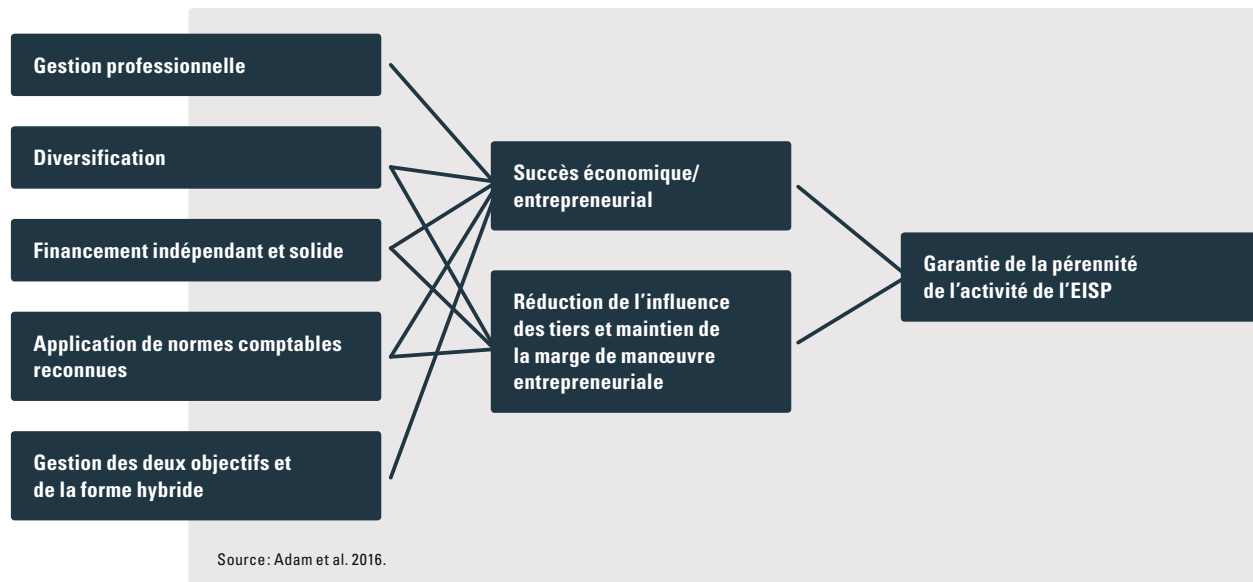 Gestion professionnelle
Diversification
Financement indépendant et solide
Application de normes comptables
reconnues
Gestion des deux objectifs et
de la forme hybride
Succès économique/
entrepreneurial
Réduction de l’influence
des tiers et maintien de
la marge de manœuvre
entrepreneuriale
Garantie de la pérennité
de l’activité de l’EISP
Source: Adam et al. 2016.